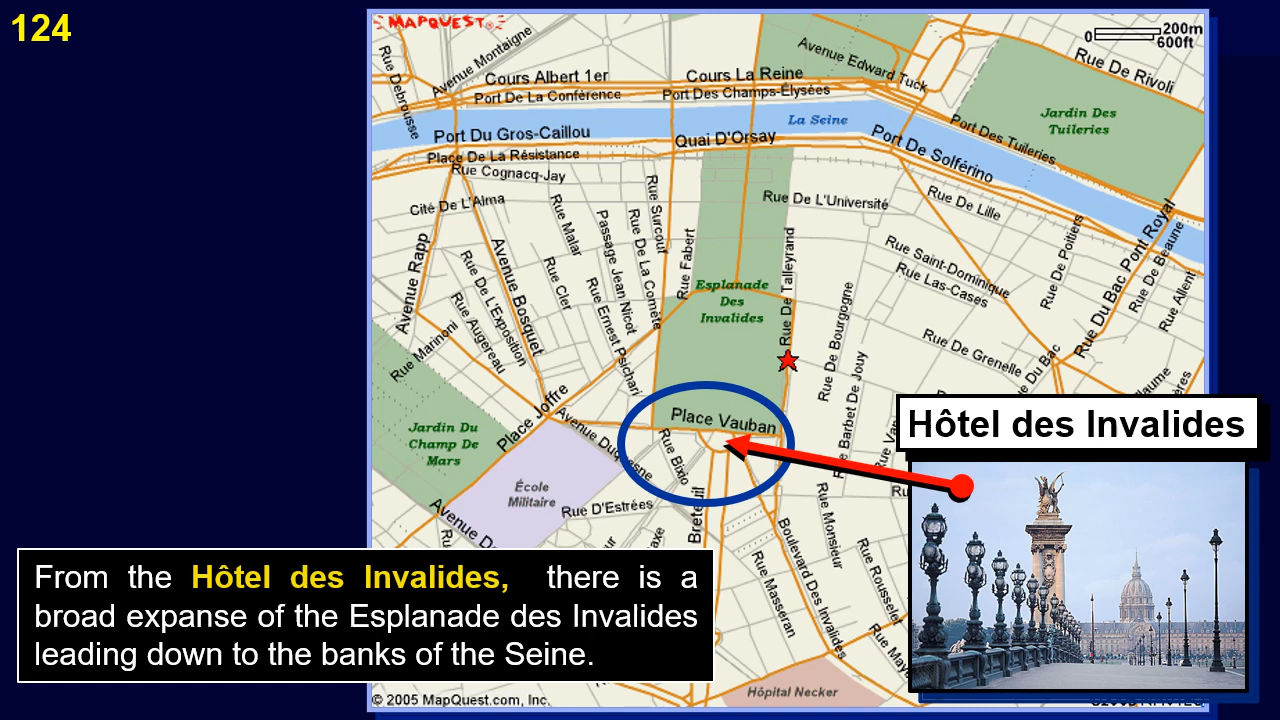 124
MAPQUEST
0 200m
600ft
Rue Debrousse
Avenue Montaigne
Cours Albert 1er
Cours La Reine
Avenue Edward Tuck
Rue De Rivoli
Port De La Conférence
Port Des Champs-Élysées
Jardin Des
Tuileries
La Seine
Port Du Gros-Caillou
Quai D'Orsay
Port De Solférino
Port Des Tuileries
Place De La Résistance
Rue Cognacq-Jay
Cité De L'Alma
Rue De L'Université
Rue De Lille
Avenue Rapp
Avenue Bosquet
Rue Malar
Rue Cler
Passage Jean Nicot
Rue De La Comète
Rue Surcouf
Rue Fabert
Rue Ernest Psichari
Rue De L'Exposition
Rue Augereau
Rue Marinoni
Esplanade
Des
Invalides
Rue De Talleyrand
Rue De Bourgogne
Rue Barbet De Jouy
Rue Saint-Dominique
Rue Las-Cases
Rue De Poitiers
Rue Du Bac
Pont Royal
Rue De Beaune
Rue Allent
Rue De Grenelle
Rue Du Bac
Jardin Du
Champ De
Mars
Place Joffre
Avenue Duquesne
Place Vauban
Rue Bixio
École
Militaire
Rue D'Estrées
Breteuil
Rue Monsieur
Rue Rousselet
Boulevard Des Invalides
Rue Masseran
Hôpital Necker
Hôtel des Invalides
From the Hôtel des Invalides, there is a
broad expanse of the Esplanade des Invalides
leading down to the banks of the Seine.
© 2005 MapQuest.com, Inc.